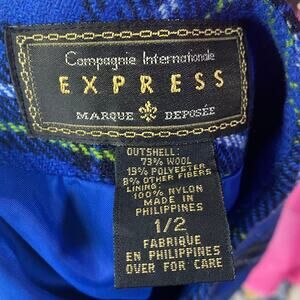 Compagnie Internationale
EXPRESS
MARQUE DEPOSÉE
OUTSHELL:
73% WOOL
19% POLYESTER
8% OTHER FIBERS
LINING:
100% NYLON
MADE IN
PHILIPPINES
1/2
FABRIQUE
EN PHILIPPINES
OVER FOR CARE